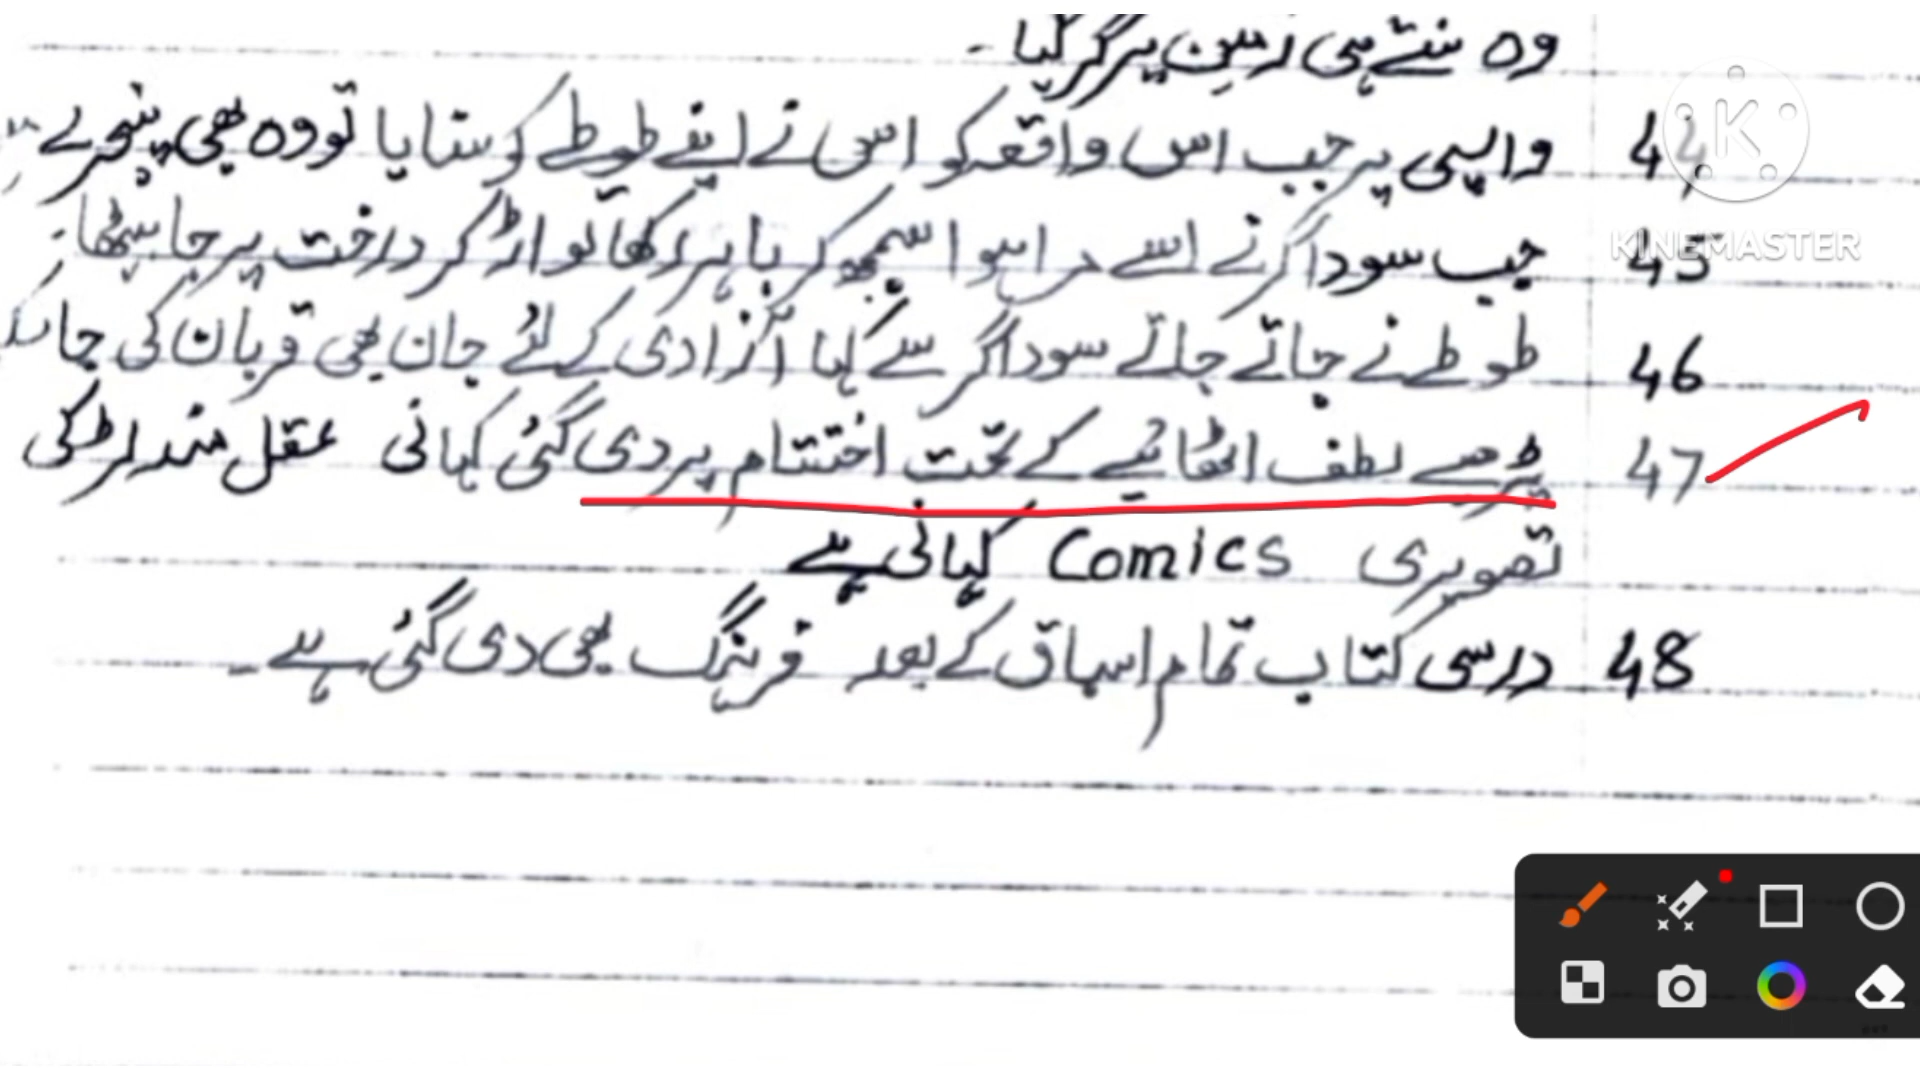 وہ سنتے ہی زمین پر گر گیا ۔
44 واپسی پر جب اس واقعہ کو اس نے اپنے طوطے کو سنایا تو وہ بھی پنجرے
KINEMASTER
45 جب سوداگر نے اسے مرا ہوا سمجھ کر باہر رکھا تو اڑ کر درخت پر جا بیٹھا۔
46 طوطے نے جاتے جاتے سوداگر سے کہا آزادی کے لئے جان بھی قربان کی
47 پڑھیے لطف اٹھائیے کے تحت اختتام پر دی گئی کہانی عقل مند لڑکی
تصویری Comics کہانی ہے
48 درسی کتاب تمام اسباق کے بعد فرہنگ بھی دی گئی ہے ۔